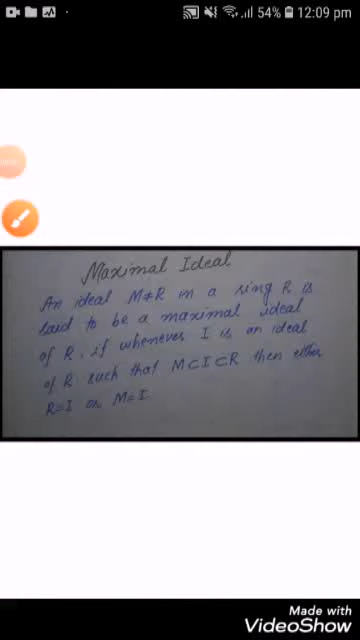 54% 12:09 pm
Maximal Ideal
An ideal M≠R in a ring R is
said to be a maximal ideal
of R, if whenever I is an ideal
of R such that M⊂I⊂R then either
R=I or M=I
Made with
VideoShow